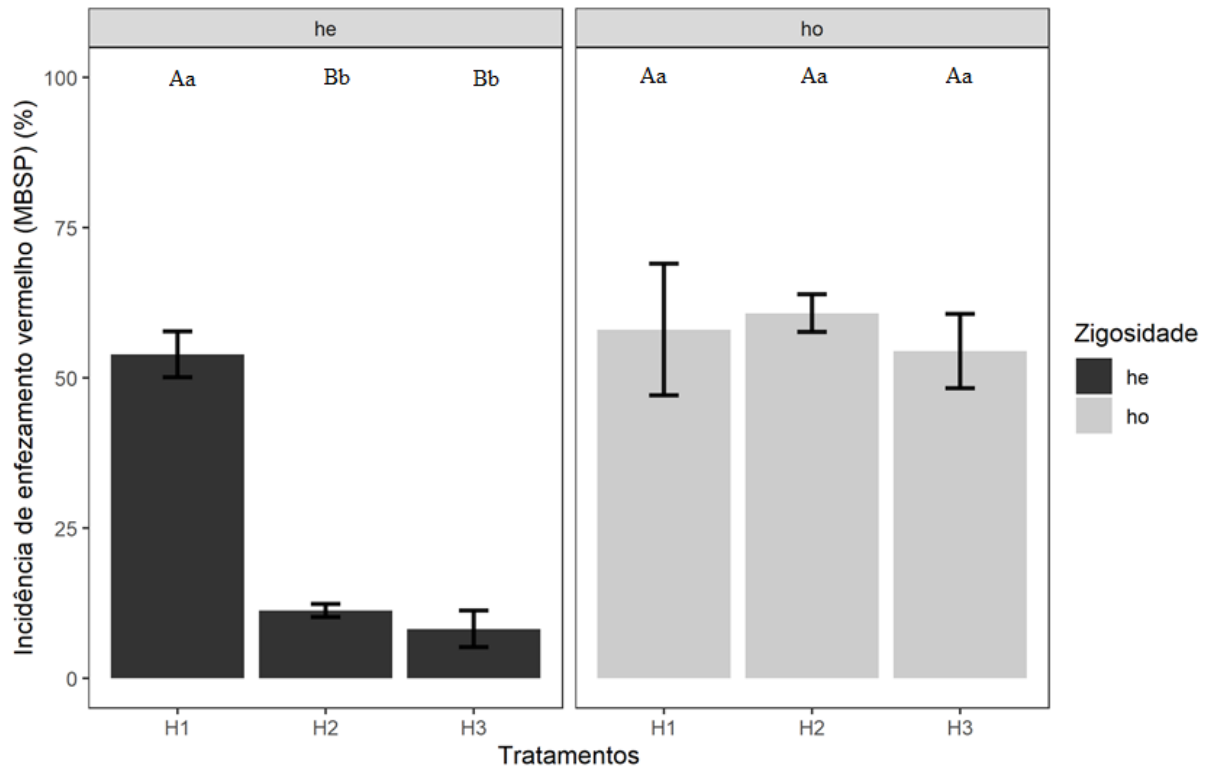 he
ho
Aa
Bb
Bb
Aa
Aa
Aa
100
75
50
25
0
Incidência de enfezamento vermelho (MBSP) (%)
H1
H2
H3
H1
H2
H3
Tratamentos
Zigosidade
he
ho